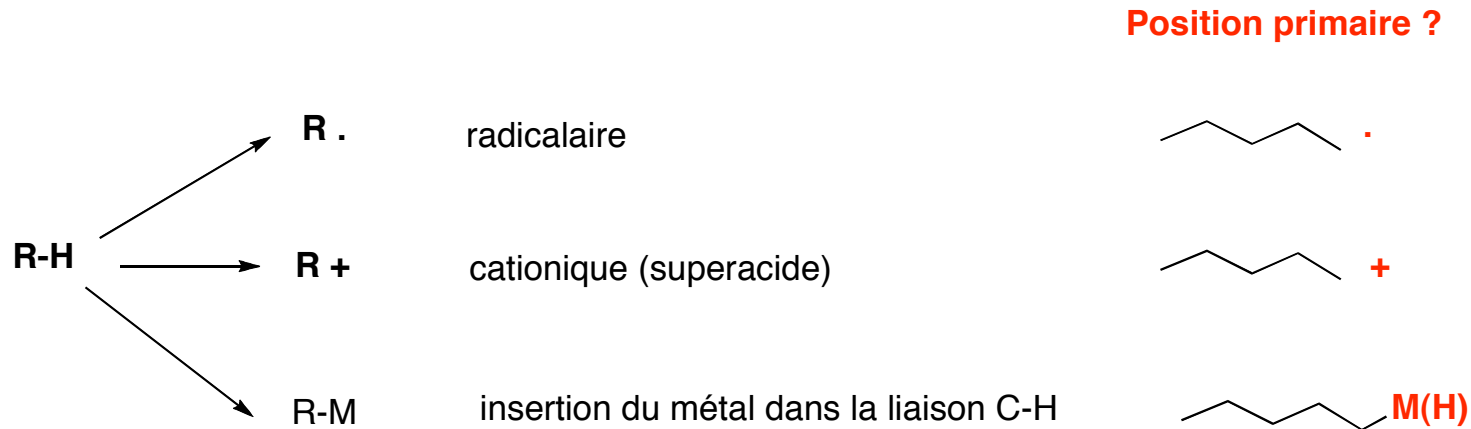 Position primaire ?
R . radicalaire .
R-H R + cationique (superacide) +
R-M insertion du métal dans la liaison C-H M(H)